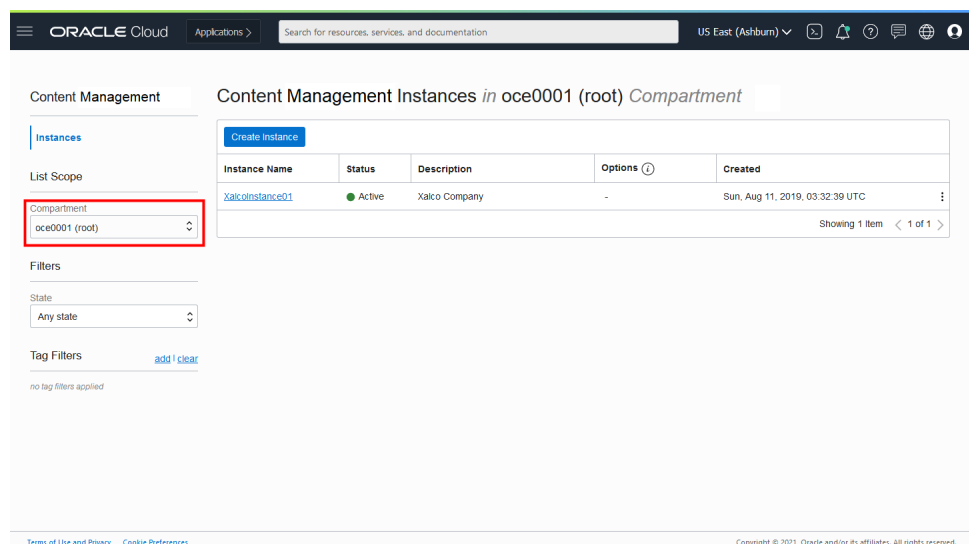 ORACLE Cloud
Applications >
Search for resources, services, and documentation
US East (Ashburn)
Content Management
Instances
List Scope
Compartment
oce0001 (root)
Filters
State
Any state
Tag Filters
add | clear
no tag filters applied
Content Management Instances in oce0001 (root) Compartment
Create Instance
Instance Name Status Description Options i Created
XalcoInstance01 Active Xalco Company - Sun, Aug 11, 2019, 03:32:39 UTC
Showing 1 Item < 1 of 1 >
Terms of Use and Privacy Cookie Preferences
Copyright © 2021, Oracle and/or its affiliates. All rights reserved.